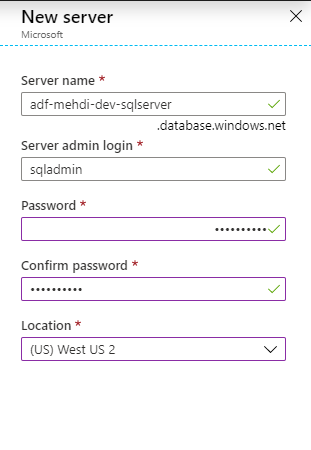 New server
Microsoft
Server name *
adf-mehdi-dev-sqlserver
.database.windows.net
Server admin login *
sqladmin
Password *
••••••••••
Confirm password *
••••••••••
Location *
(US) West US 2